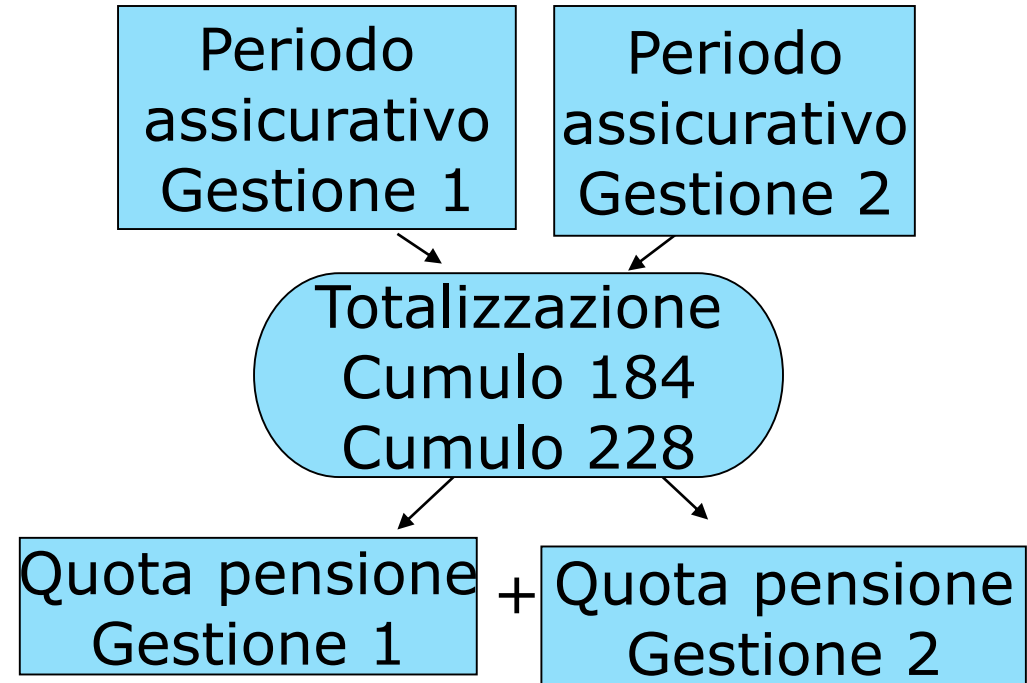 Periodo
assicurativo
Gestione 1
Periodo
assicurativo
Gestione 2
Totalizzazione
Cumulo 184
Cumulo 228
Quota pensione
Gestione 1
+
Quota pensione
Gestione 2